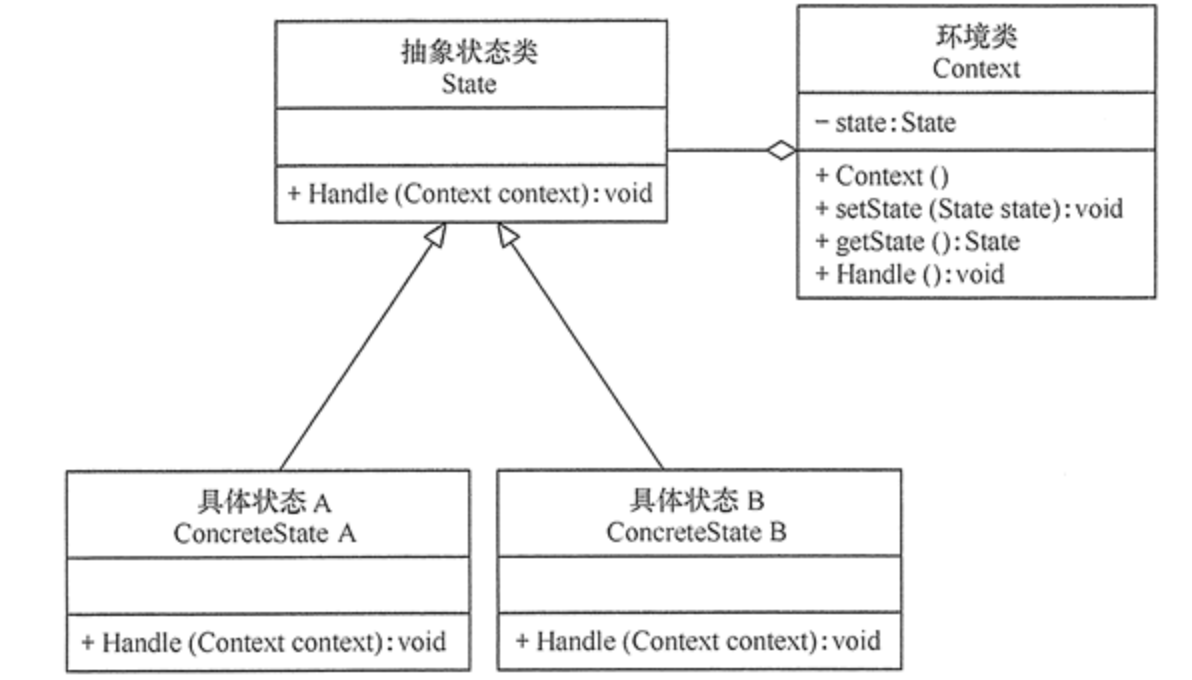 抽象状态类
State
+ Handle (Context context): void
环境类
Context
− state: State
+ Context ()
+ setState (State state): void
+ getState (): State
+ Handle (): void
具体状态 A
ConcreteState A
+ Handle (Context context): void
具体状态 B
ConcreteState B
+ Handle (Context context): void